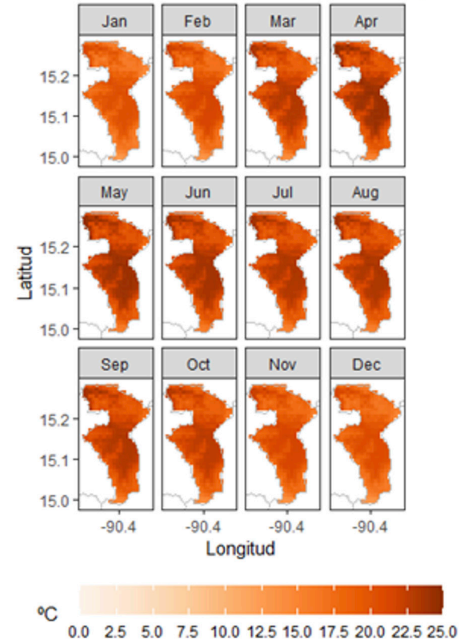 Jan Feb Mar Apr
15.2
15.1
15.0
May Jun Jul Aug
15.2
15.1
15.0
Latitud
Sep Oct Nov Dec
15.2
15.1
15.0
-90.4 -90.4 -90.4 -90.4
Longitud
ºC
0.0 2.5 5.0 7.5 10.0 12.5 15.0 17.5 20.0 22.5 25.0